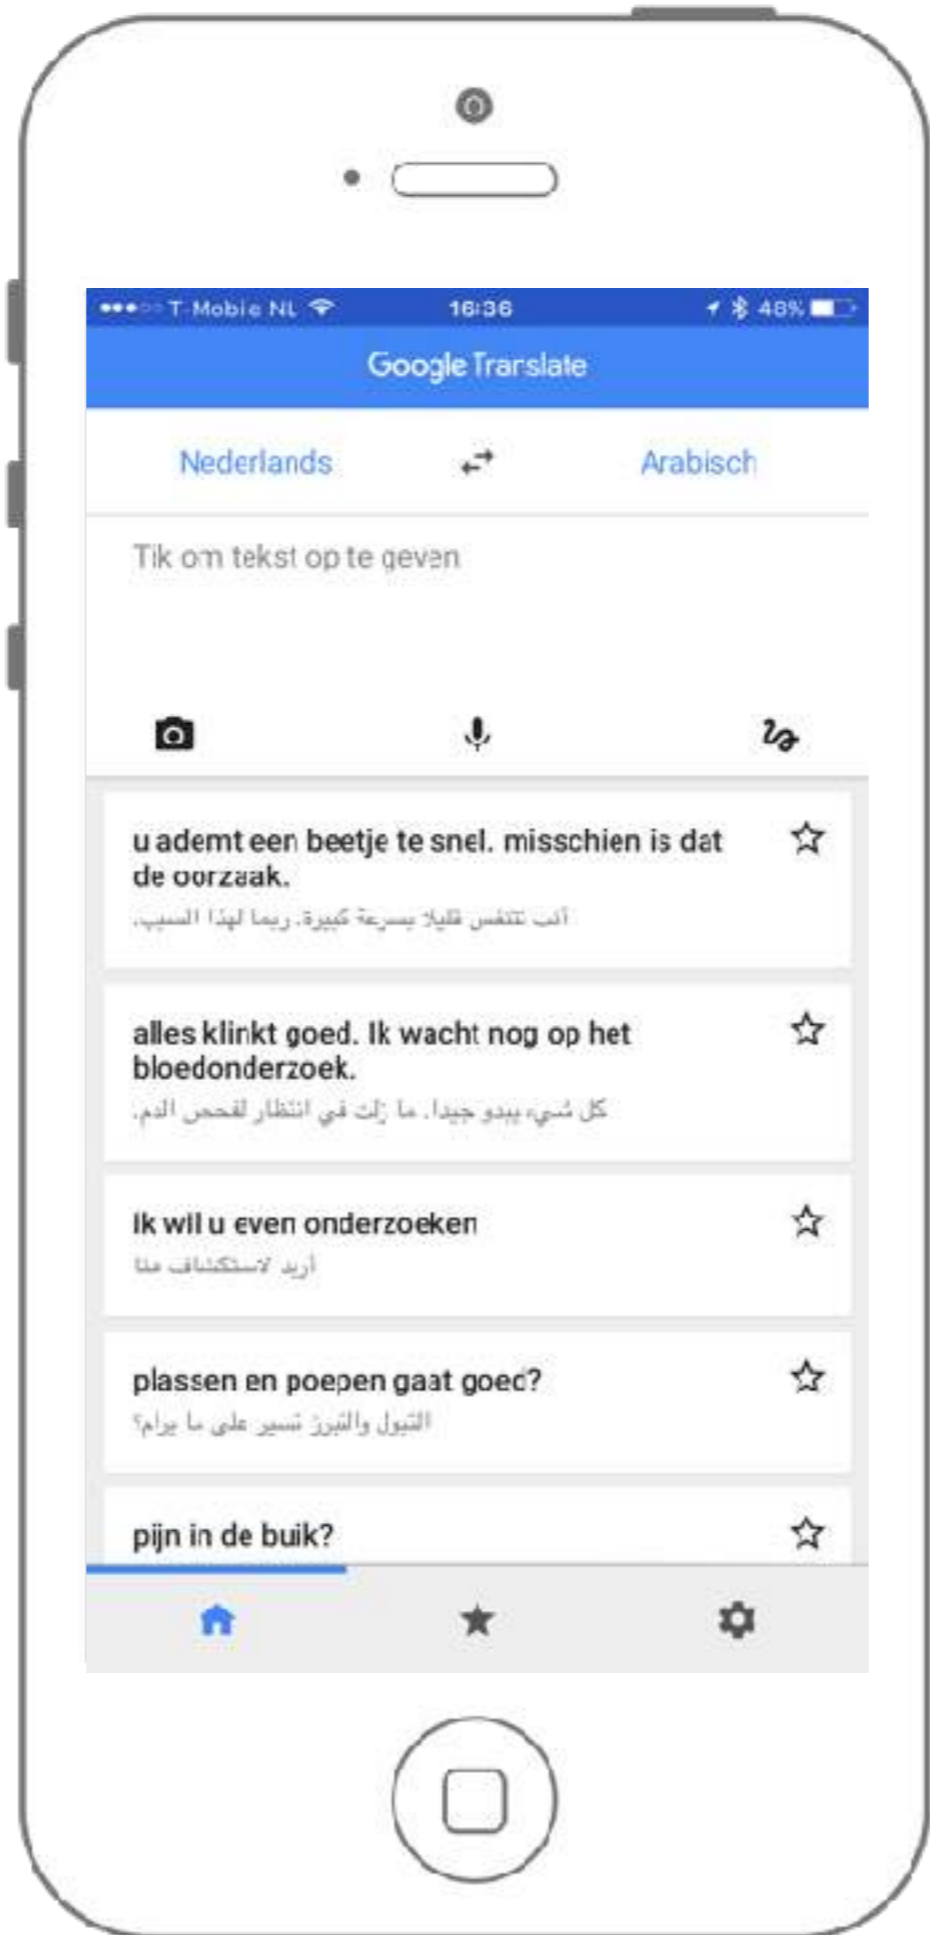 T-Mobile NL 16:36 48%
Google Translate
Nederlands Arabisch
Tik om tekst op te geven
u ademt een beetje te snel. misschien is dat
de oorzaak.
أنت تتنفس قليلا بسرعة كبيرة. ربما لهذا السبب.
alles klinkt goed. Ik wacht nog op het
bloedonderzoek.
كل شيء يبدو جيدا. ما زلت في انتظار لفحص الدم.
ik wil u even onderzoeken
أريد لاستكشاف هنا
plassen en poepen gaat goed?
التبول والتبرز تسير على ما يرام؟
pijn in de buik?